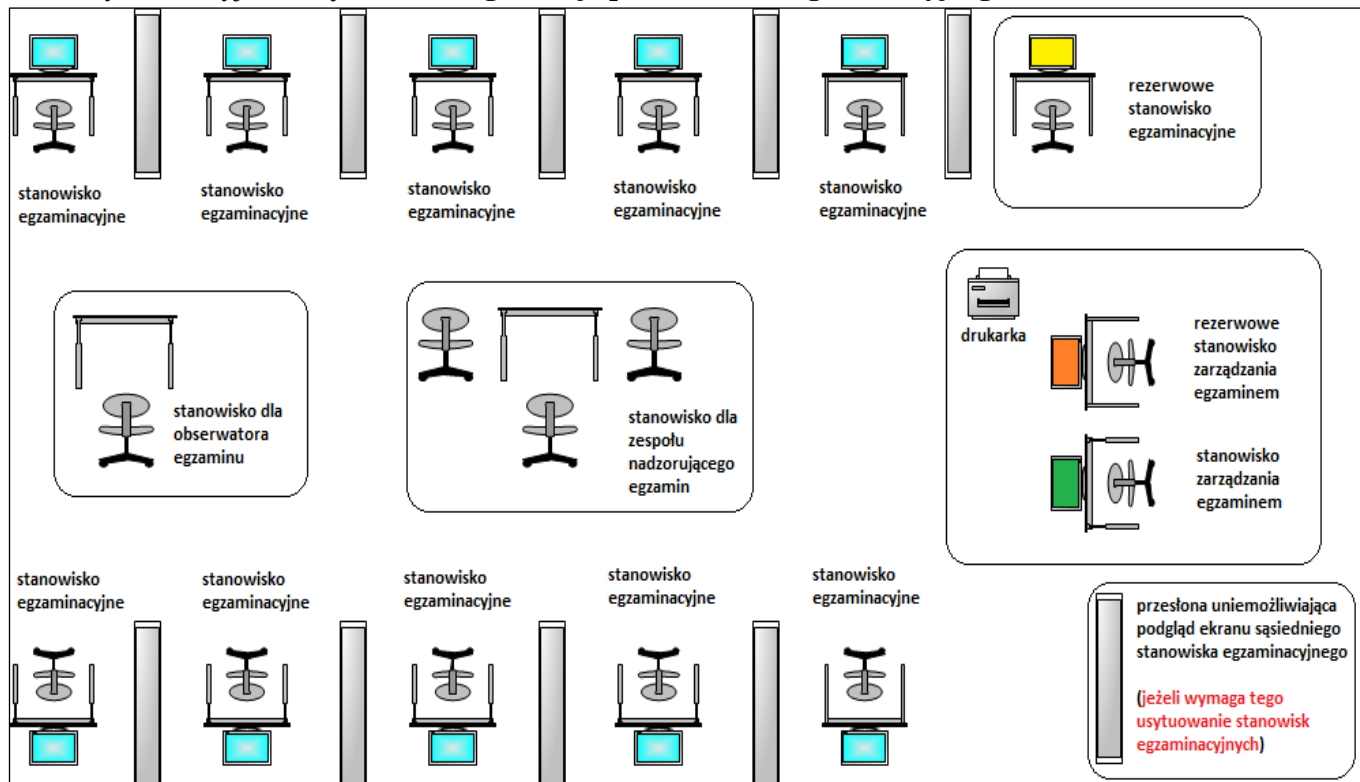 rezerwowe
stanowisko
egzaminacyjne
stanowisko
egzaminacyjne
stanowisko
egzaminacyjne
stanowisko
egzaminacyjne
stanowisko
egzaminacyjne
stanowisko
egzaminacyjne
drukarka
rezerwowe
stanowisko
zarządzania
egzaminem
stanowisko dla
obserwatora
egzaminu
stanowisko dla
zespołu
nadzorującego
egzamin
stanowisko
zarządzania
egzaminem
stanowisko
egzaminacyjne
stanowisko
egzaminacyjne
stanowisko
egzaminacyjne
stanowisko
egzaminacyjne
stanowisko
egzaminacyjne
przesłona uniemożliwiająca
podgląd ekranu sąsiedniego
stanowiska egzaminacyjnego
(jeżeli wymaga tego
usytuowanie stanowisk
egzaminacyjnych)